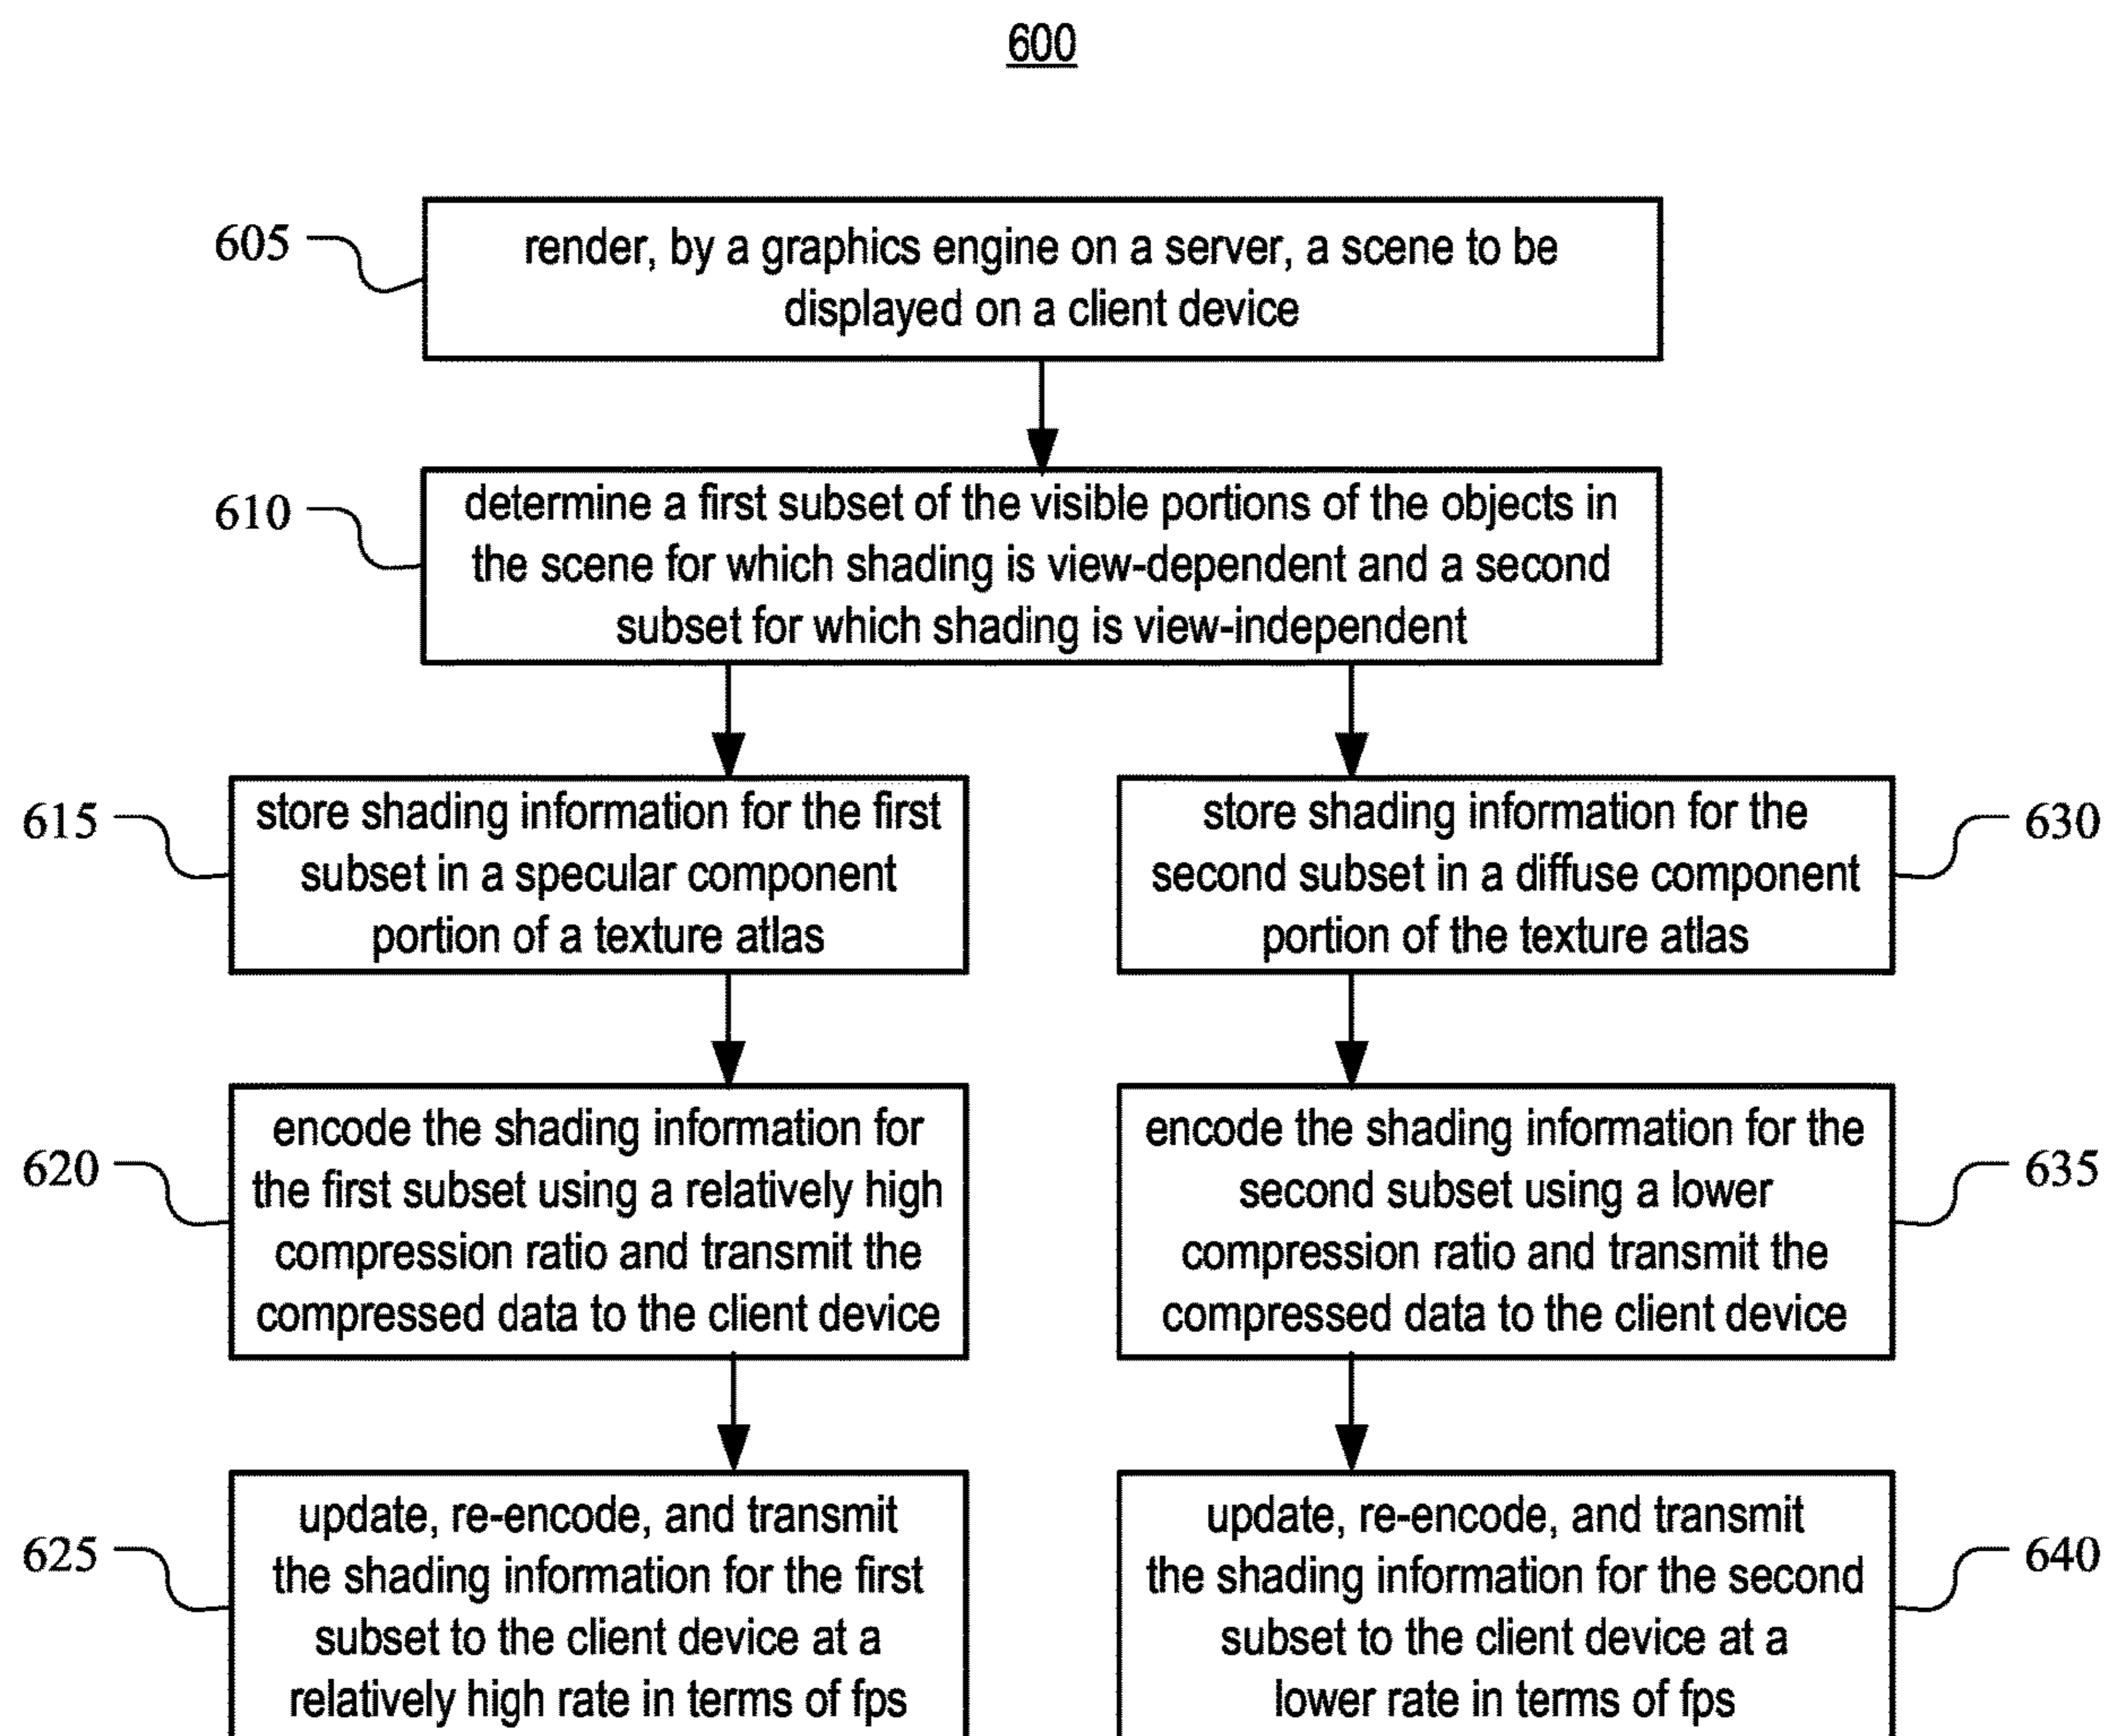 600
605
render, by a graphics engine on a server, a scene to be
displayed on a client device
610
determine a first subset of the visible portions of the objects in
the scene for which shading is view-dependent and a second
subset for which shading is view-independent
615
store shading information for the first
subset in a specular component
portion of a texture atlas
620
encode the shading information for
the first subset using a relatively high
compression ratio and transmit the
compressed data to the client device
625
update, re-encode, and transmit
the shading information for the first
subset to the client device at a
relatively high rate in terms of fps
store shading information for the
second subset in a diffuse component
portion of the texture atlas
630
encode the shading information for the
second subset using a lower
compression ratio and transmit the
compressed data to the client device
635
update, re-encode, and transmit
the shading information for the second
subset to the client device at a
lower rate in terms of fps
640